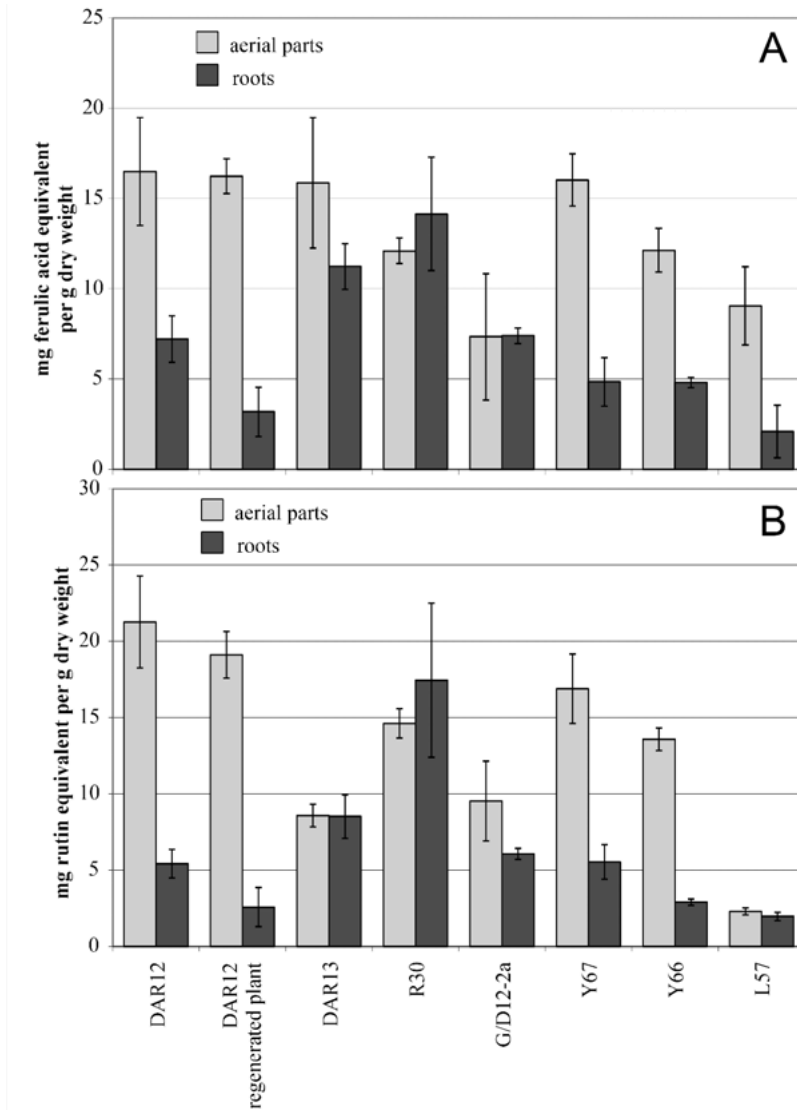 25
20
15
10
5
0
mg ferulic acid equivalent
per g dry weight
aerial parts
roots
A
30
25
20
15
10
5
0
mg rutin equivalent per g dry weight
aerial parts
roots
B
DAR12
DAR12
regenerated plant
DAR13
R30
G/D12-2a
Y67
Y66
L57